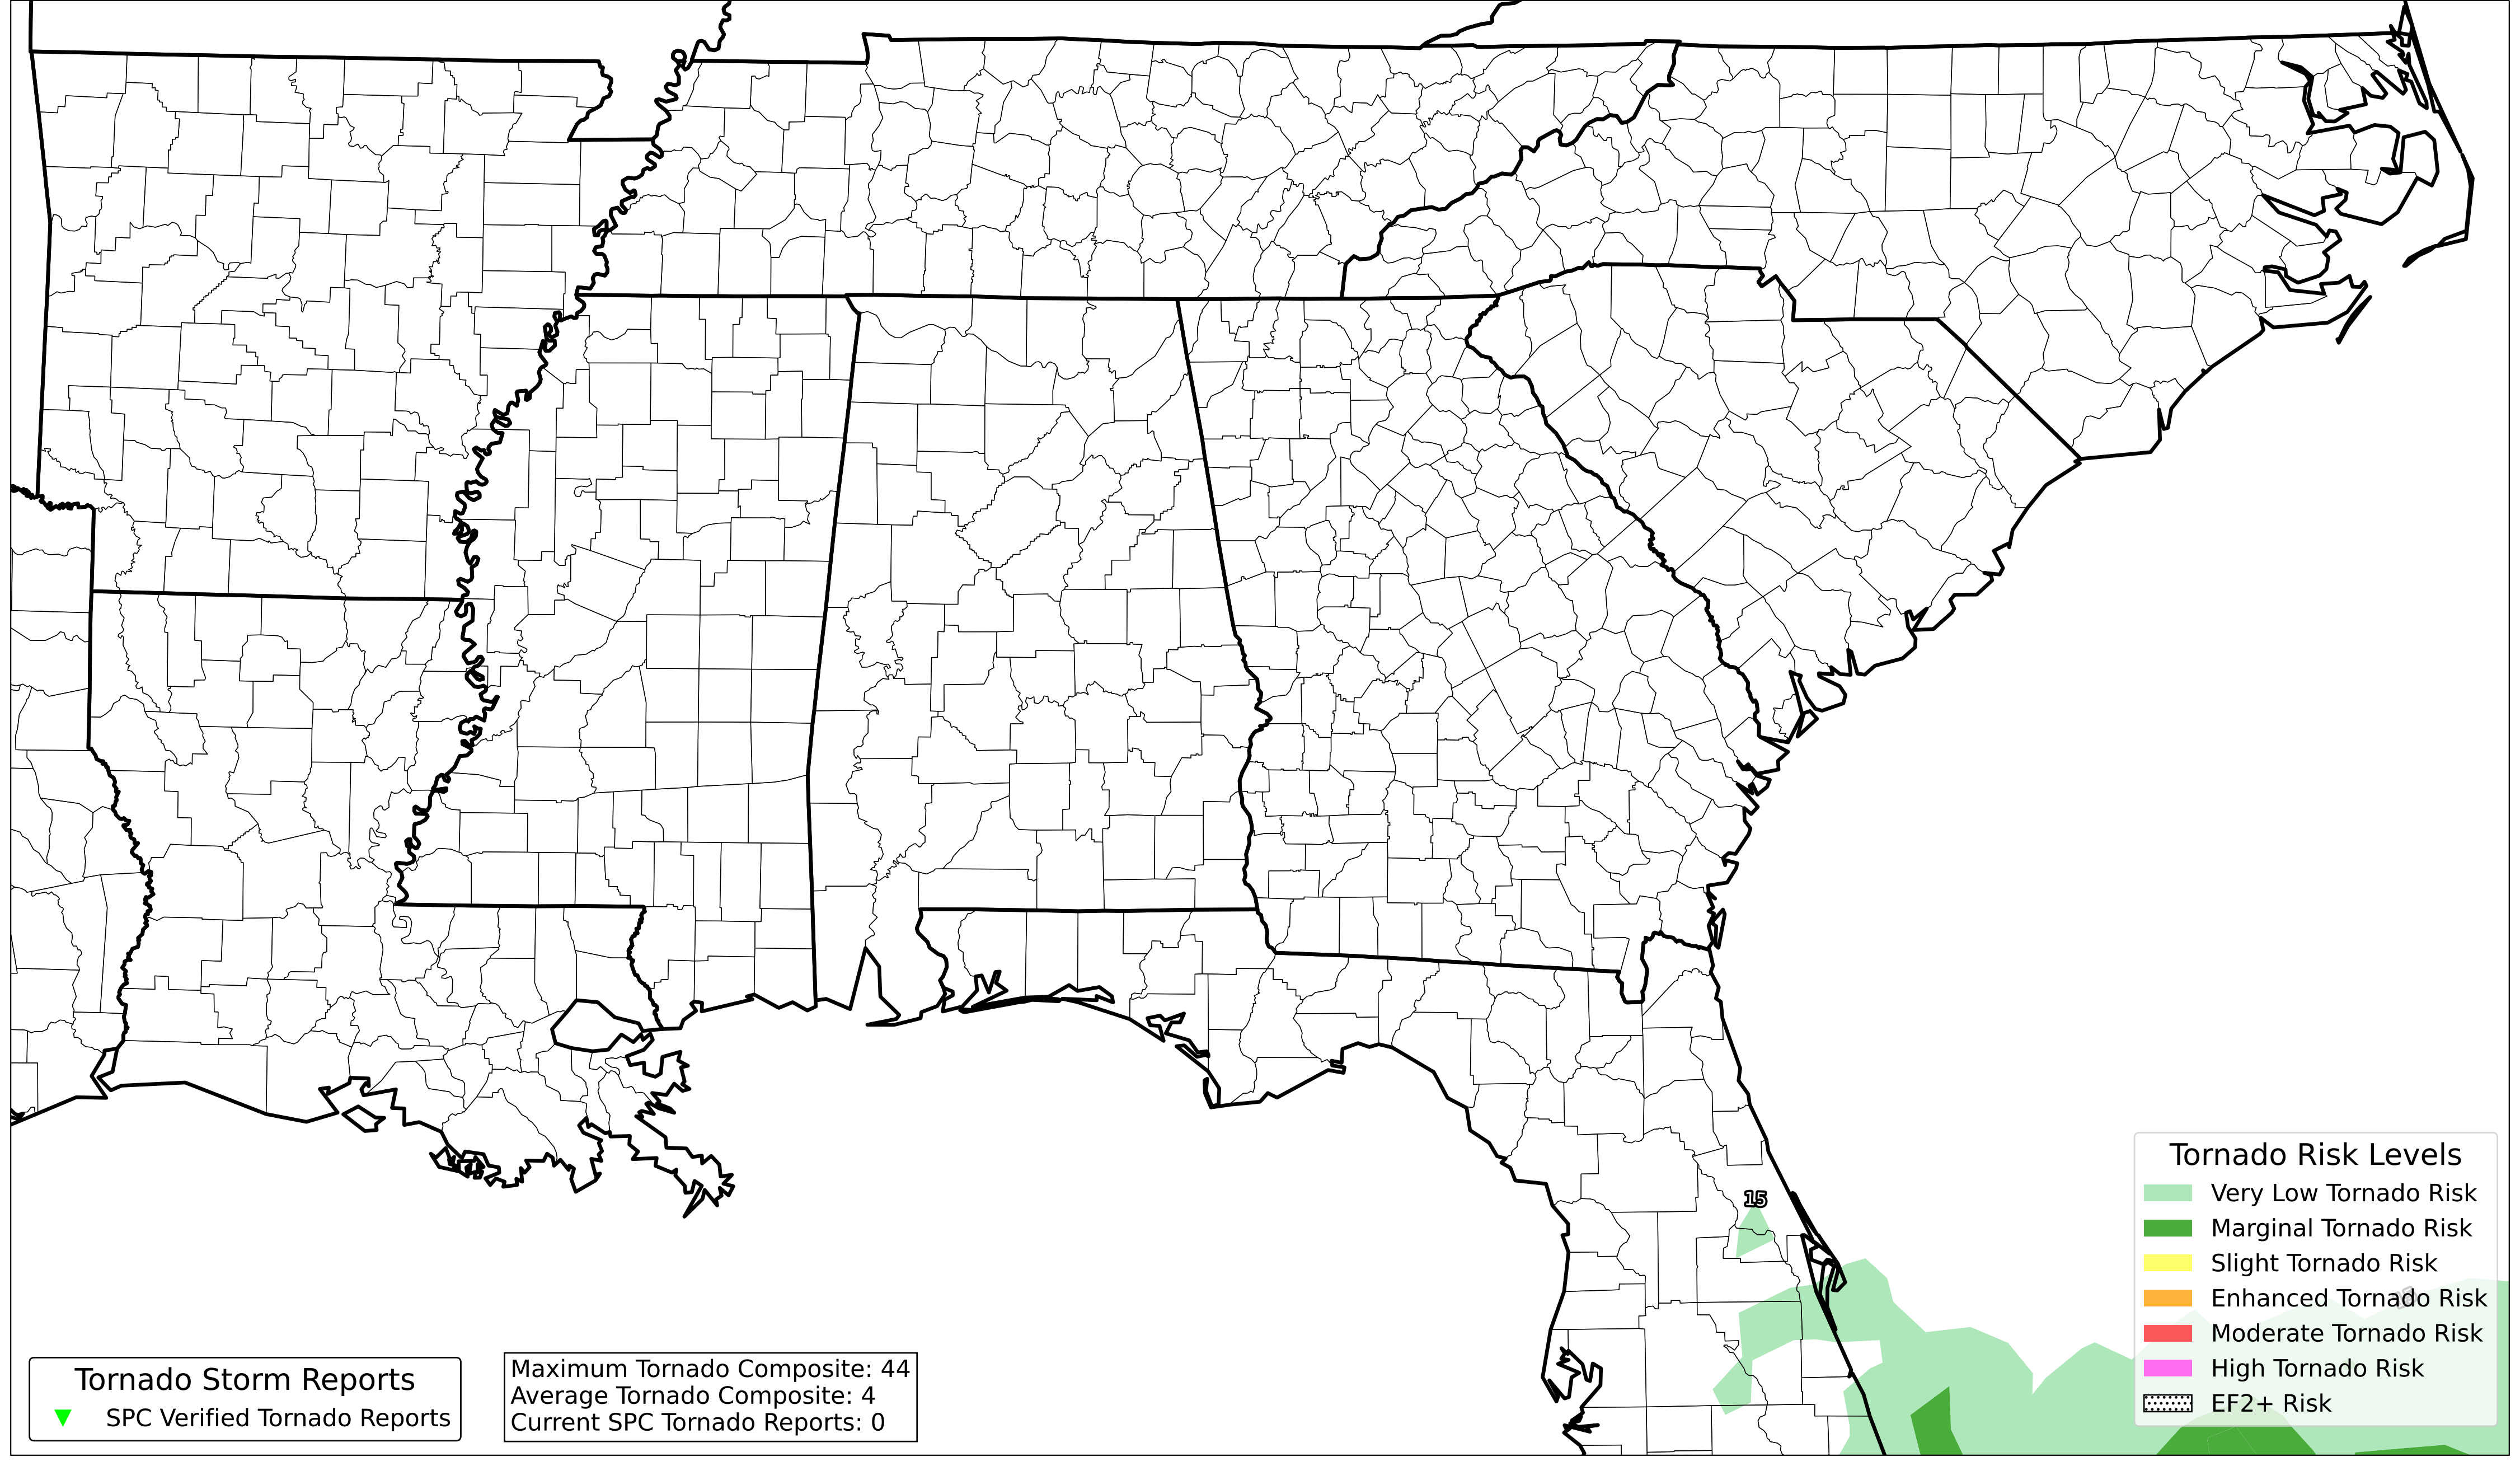 15
Tornado Risk Levels
Very Low Tornado Risk
Marginal Tornado Risk
Slight Tornado Risk
Enhanced Tornado Risk
Moderate Tornado Risk
High Tornado Risk
EF2+ Risk
Tornado Storm Reports
SPC Verified Tornado Reports
Maximum Tornado Composite: 44
Average Tornado Composite: 4
Current SPC Tornado Reports: 0